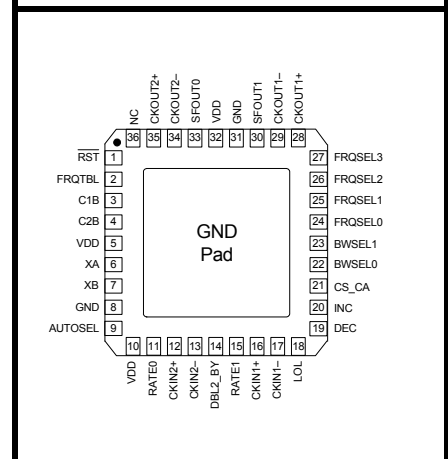 NC
CKOUT2+
CKOUT2–
SFOUT0
VDD
GND
SFOUT1
CKOUT1–
CKOUT1+
36 35 34 33 32 31 30 29 28
RST 1
FRQTBL 2
C1B 3
C2B 4
VDD 5
XA 6
XB 7
GND 8
AUTOSEL 9
GND
Pad
27 FRQSEL3
26 FRQSEL2
25 FRQSEL1
24 FRQSEL0
23 BWSEL1
22 BWSEL0
21 CS_CA
20 INC
19 DEC
10 11 12 13 14 15 16 17 18
VDD
RATE0
CKIN2+
CKIN2–
DBL2_BY
RATE1
CKIN1+
CKIN1–
LOL